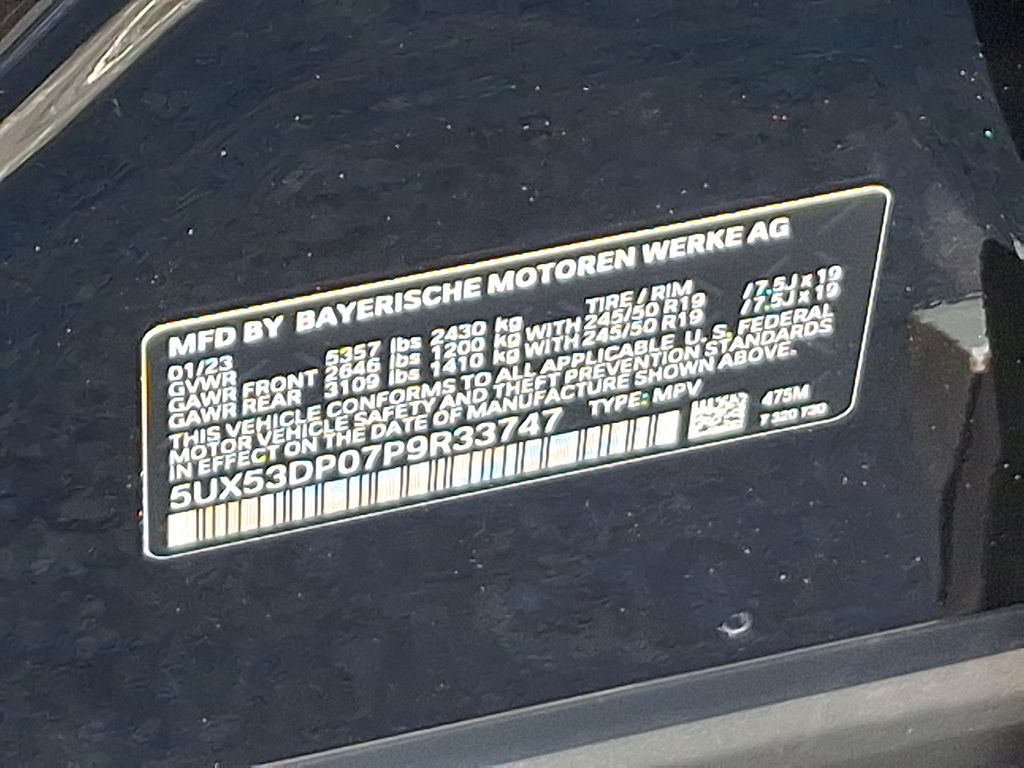 MFD BY BAYERISCHE MOTOREN WERKE AG
01/23 TIRE / RIM
GVWR 5357 lbs 2430 kg
GAWR FRONT 2646 lbs 1200 kg WITH 245/50 R19 /7.5J x 19
GAWR REAR 3109 lbs 1410 kg WITH 245/50 R19 /7.5J x 19
THIS VEHICLE CONFORMS TO ALL APPLICABLE U.S. FEDERAL
MOTOR VEHICLE SAFETY AND THEFT PREVENTION STANDARDS
IN EFFECT ON THE DATE OF MANUFACTURE SHOWN ABOVE.
5UX53DP07P9R33747 TYPE: MPV
475M
7 320 730